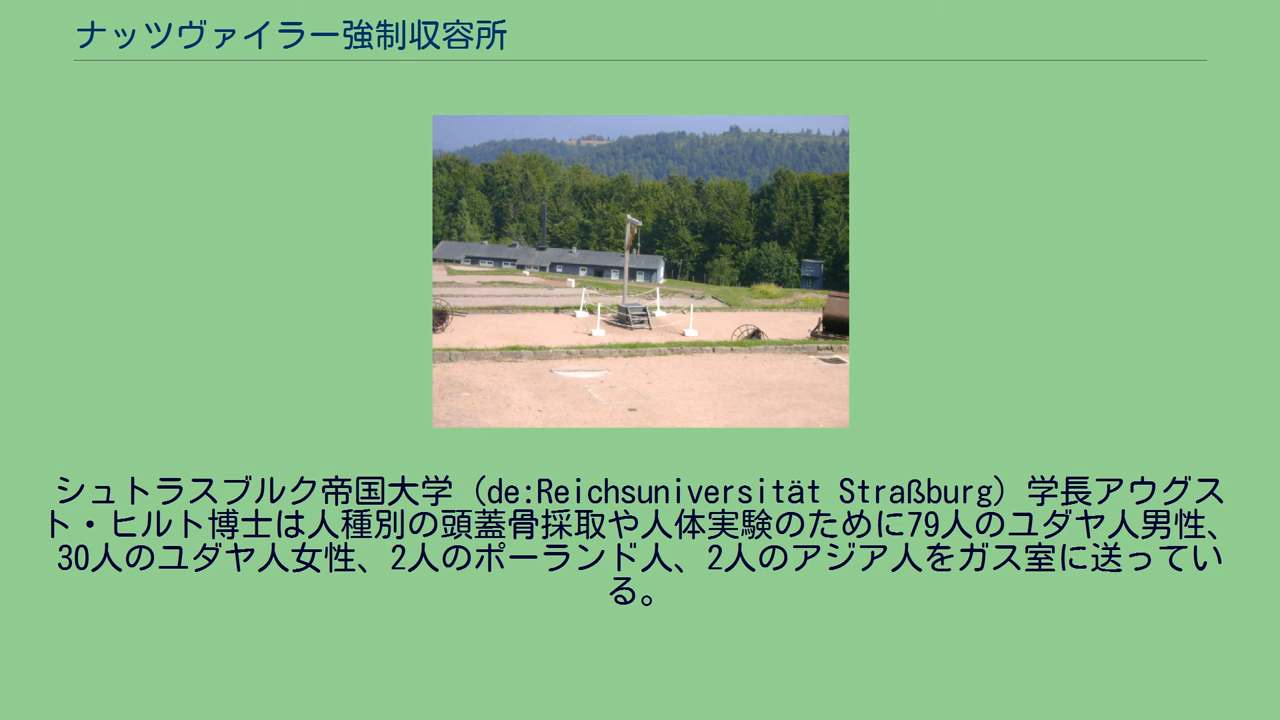 ナッツヴァイラー強制収容所
シュトラスブルク帝国大学（de:Reichsuniversität Straßburg）学長アウグス
ト・ヒルト博士は人種別の頭蓋骨採取や人体実験のために79人のユダヤ人男性、
30人のユダヤ人女性、2人のポーランド人、2人のアジア人をガス室に送ってい
る。